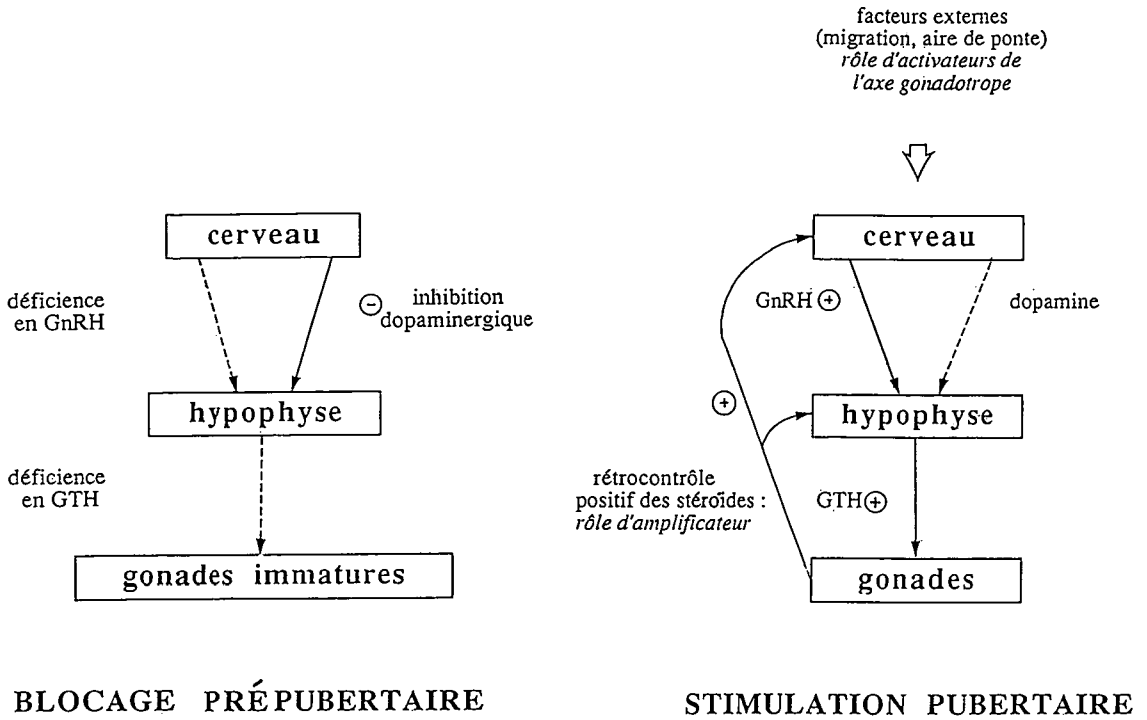 facteurs externes
(migration, aire de ponte)
rôle d'activateurs de
l'axe gonadotrope
cerveau
déficience
en GnRH
⊖ inhibition
dopaminergique
hypophyse
déficience
en GTH
gonades immatures
BLOCAGE PRÉPUBERTAIRE
cerveau
GnRH ⊕
dopamine
⊕
hypophyse
rétrocontrôle
positif des stéroïdes :
rôle d'amplificateur
GTH ⊕
gonades
STIMULATION PUBERTAIRE